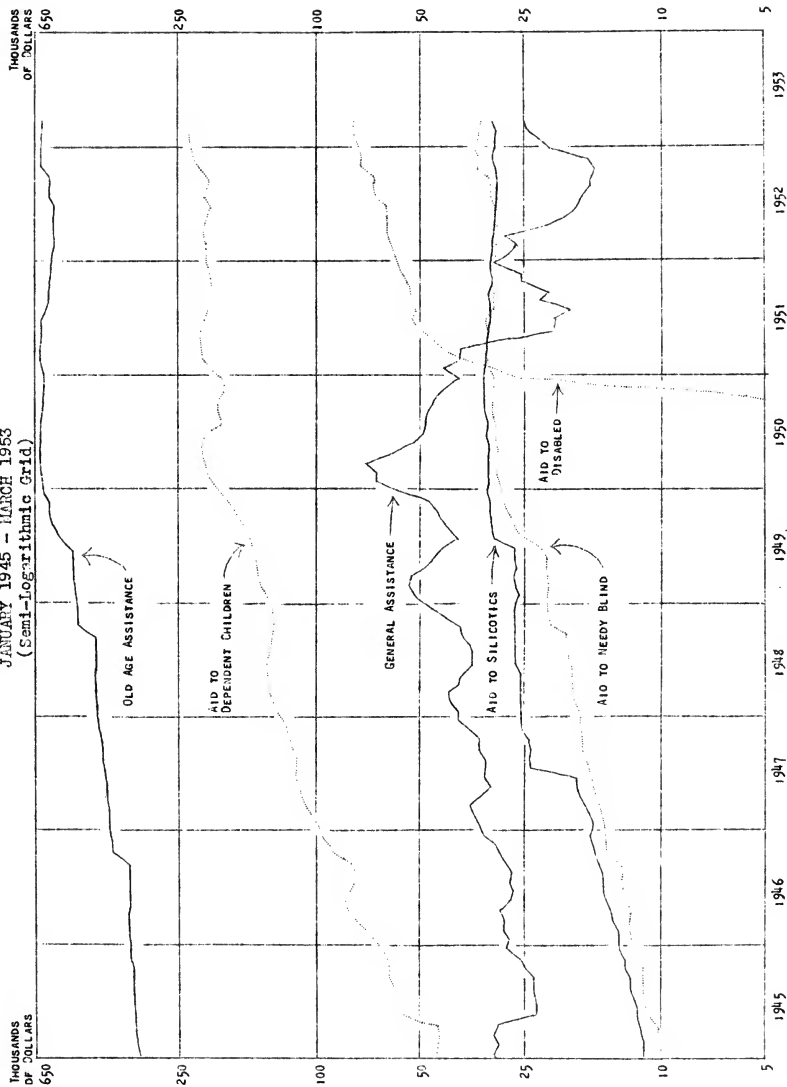 JANUARY 1945 – MARCH 1953
(Semi-Logarithmic Grid)
THOUSANDS
OF DOLLARS
650
250
100
50
25
10
5
THOUSANDS
OF DOLLARS
650
250
100
50
25
10
5
OLD AGE ASSISTANCE
AID TO
DEPENDENT CHILDREN
GENERAL ASSISTANCE
AID TO SILICOTICS
AID TO NEEDY BLIND
AID TO
DISABLED
1945
1946
1947
1948
1949
1950
1951
1952
1953